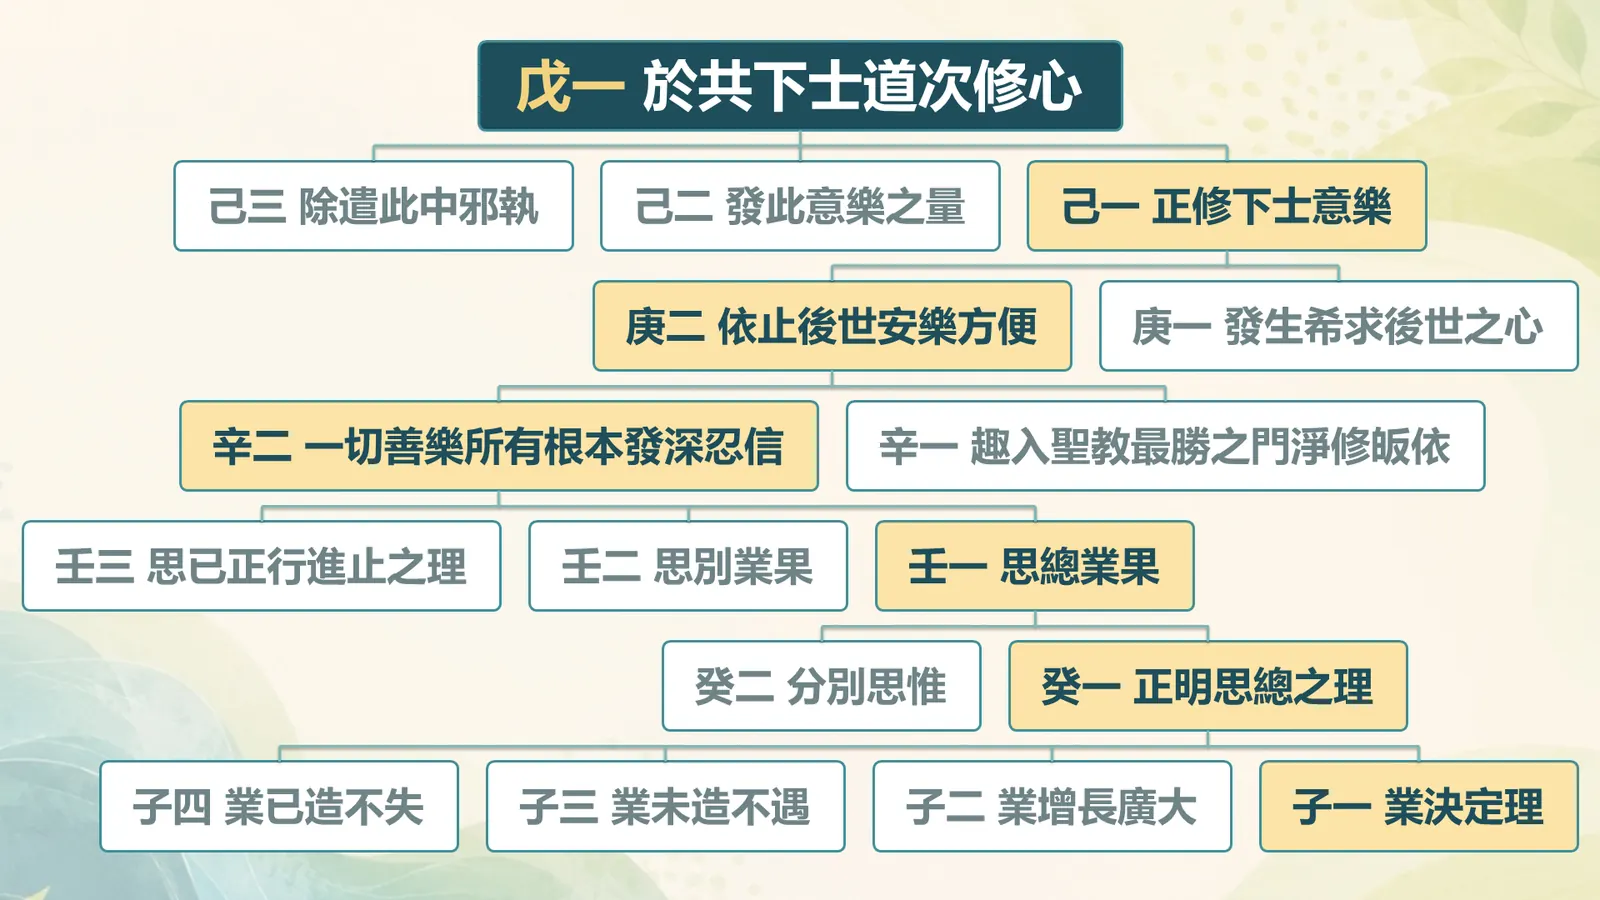 戊一 於共下士道次修心
己三 除遣此中邪執
己二 發此意樂之量
己一 正修下士意樂
庚二 依止後世安樂方便
庚一 發生希求後世之心
辛二 一切善樂所有根本發深忍信
辛一 趣入聖教最勝之門淨修皈依
壬三 思已正行進止之理
壬二 思別業果
壬一 思總業果
癸二 分別思惟
癸一 正明思總之理
子四 業已造不失
子三 業未造不遇
子二 業增長廣大
子一 業決定理